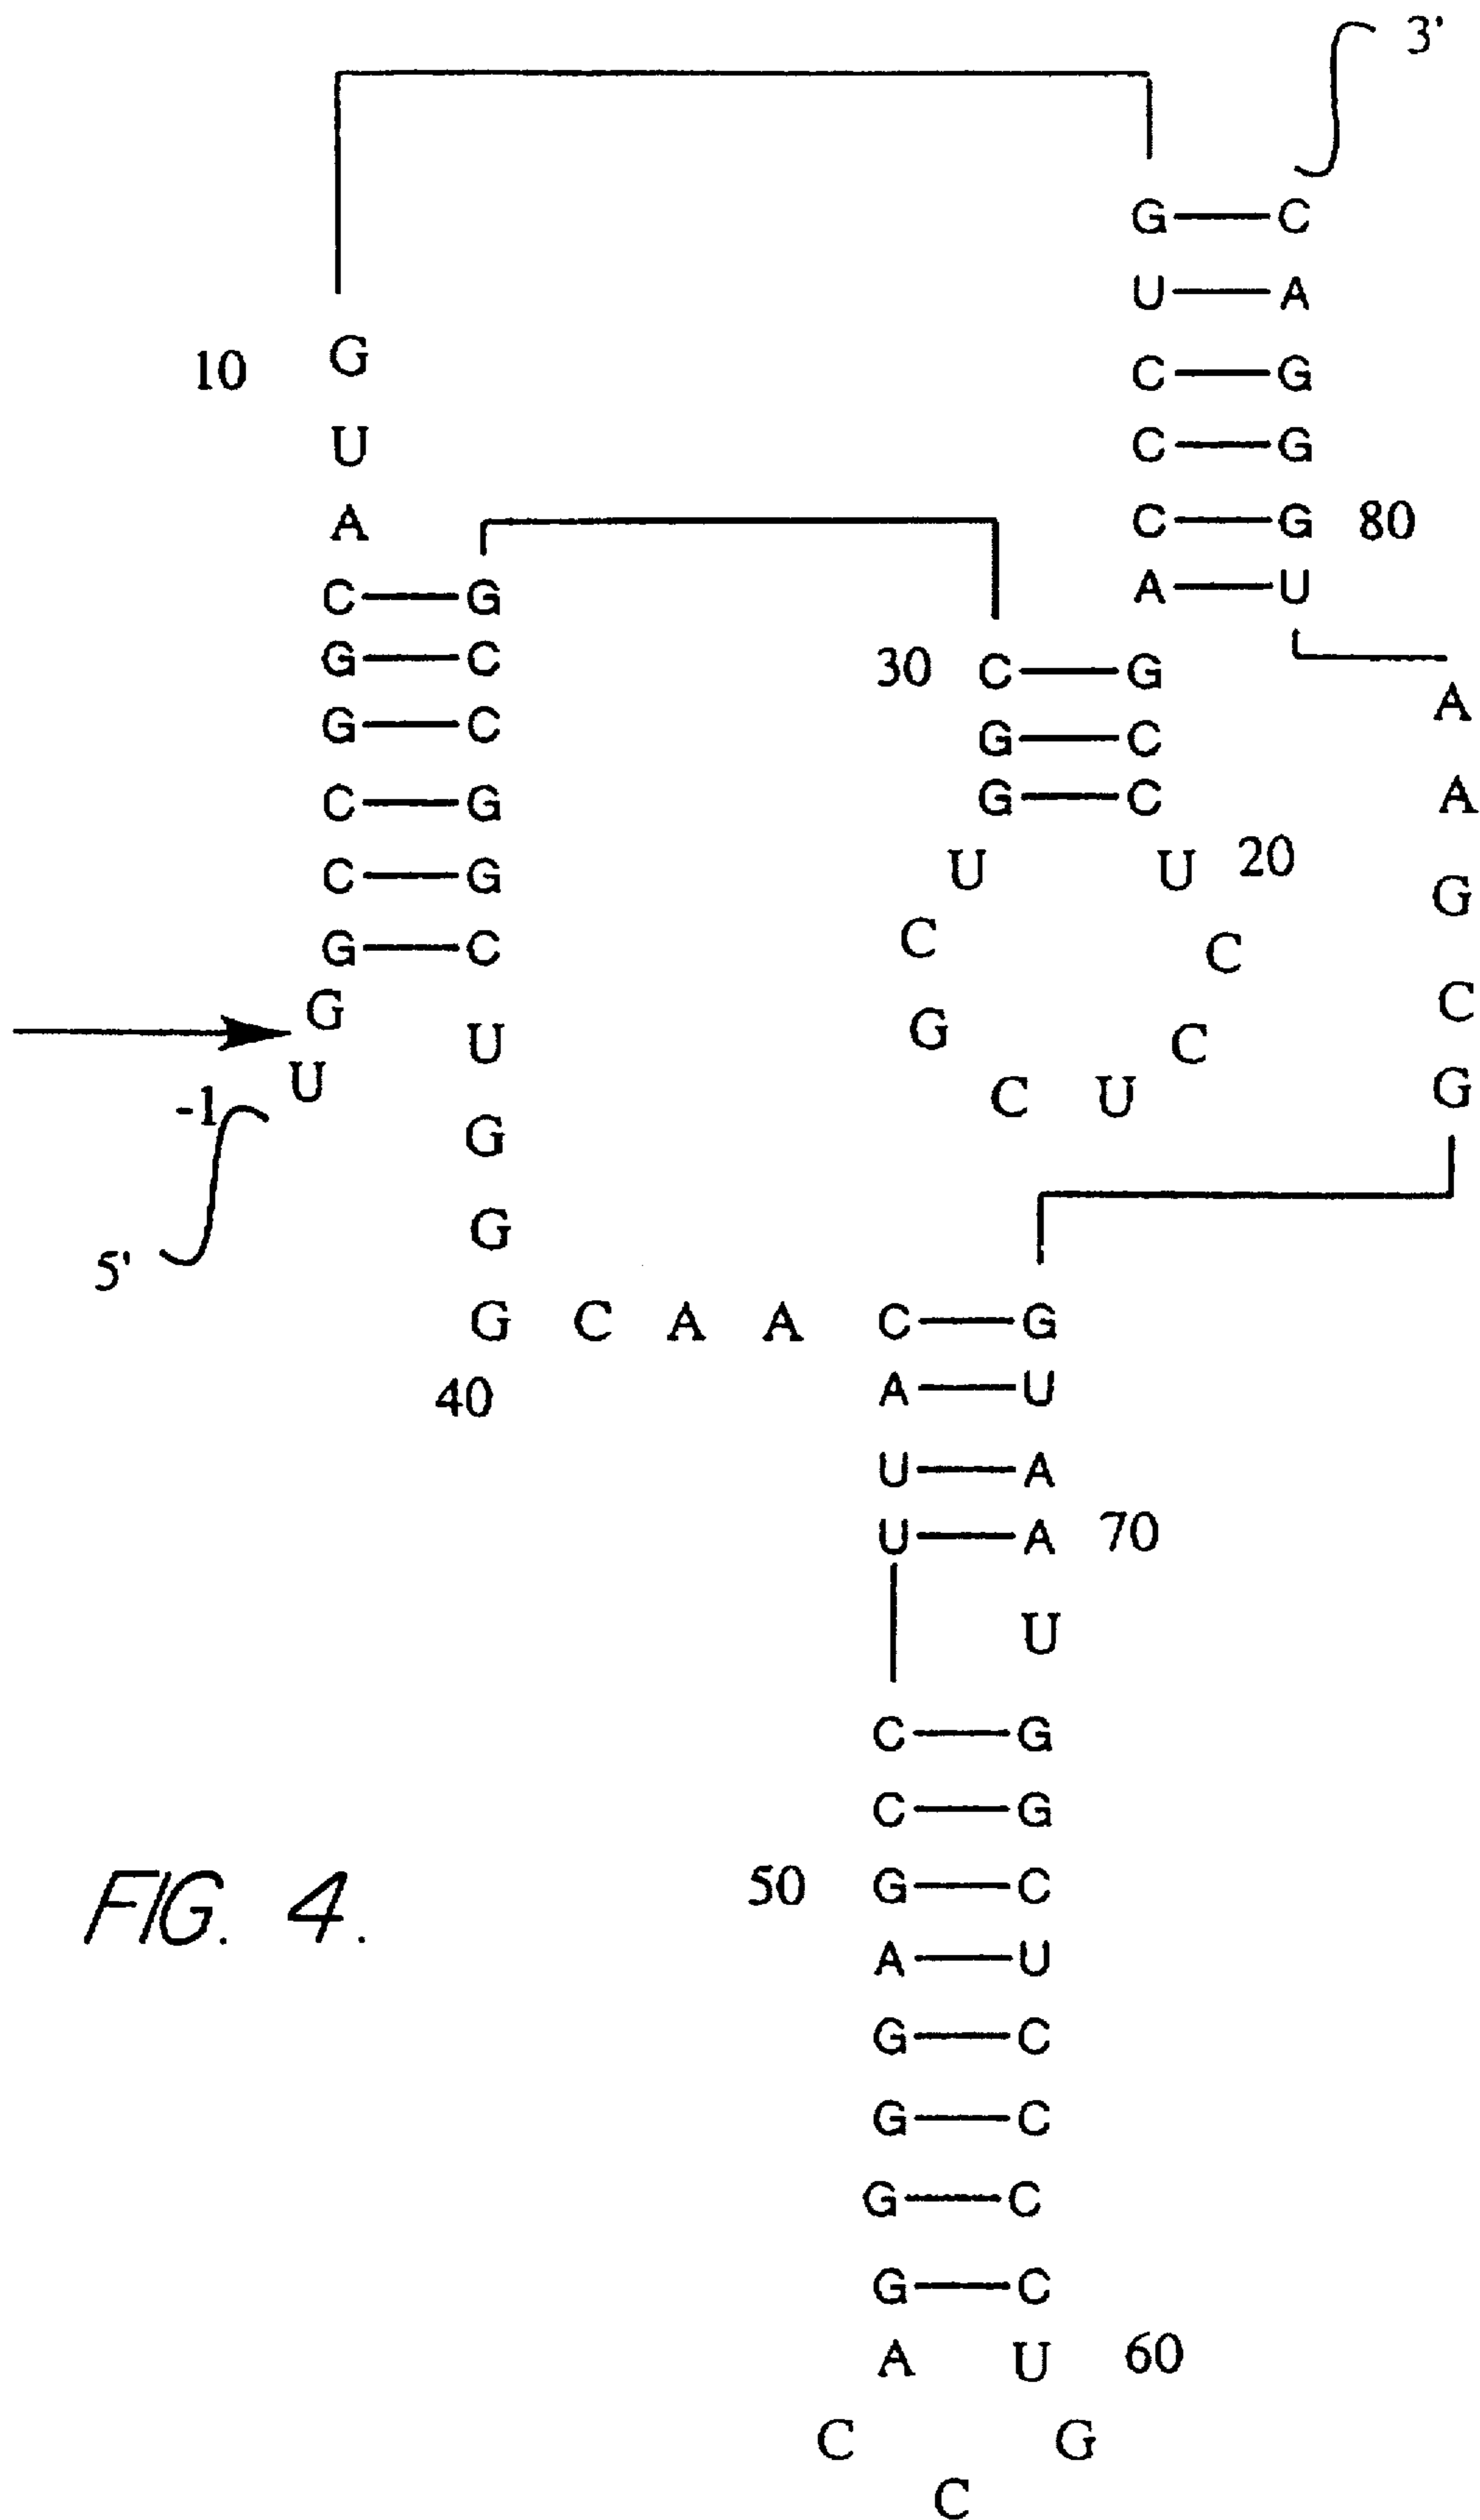 3'
G C
U A
10 G C G
U C G
A C G 80
C G A U
G C 30 C G A
G C G C A
C G G C
C G U U 20 G
G C C C
G U G C C
-1 U C U G
G
5' G
G C A A C G
40 A U
U A
U A 70
U
C G
C G
FIG. 4. 50 G C
A U
G C
G C
G C
G C
A U 60
C G
C